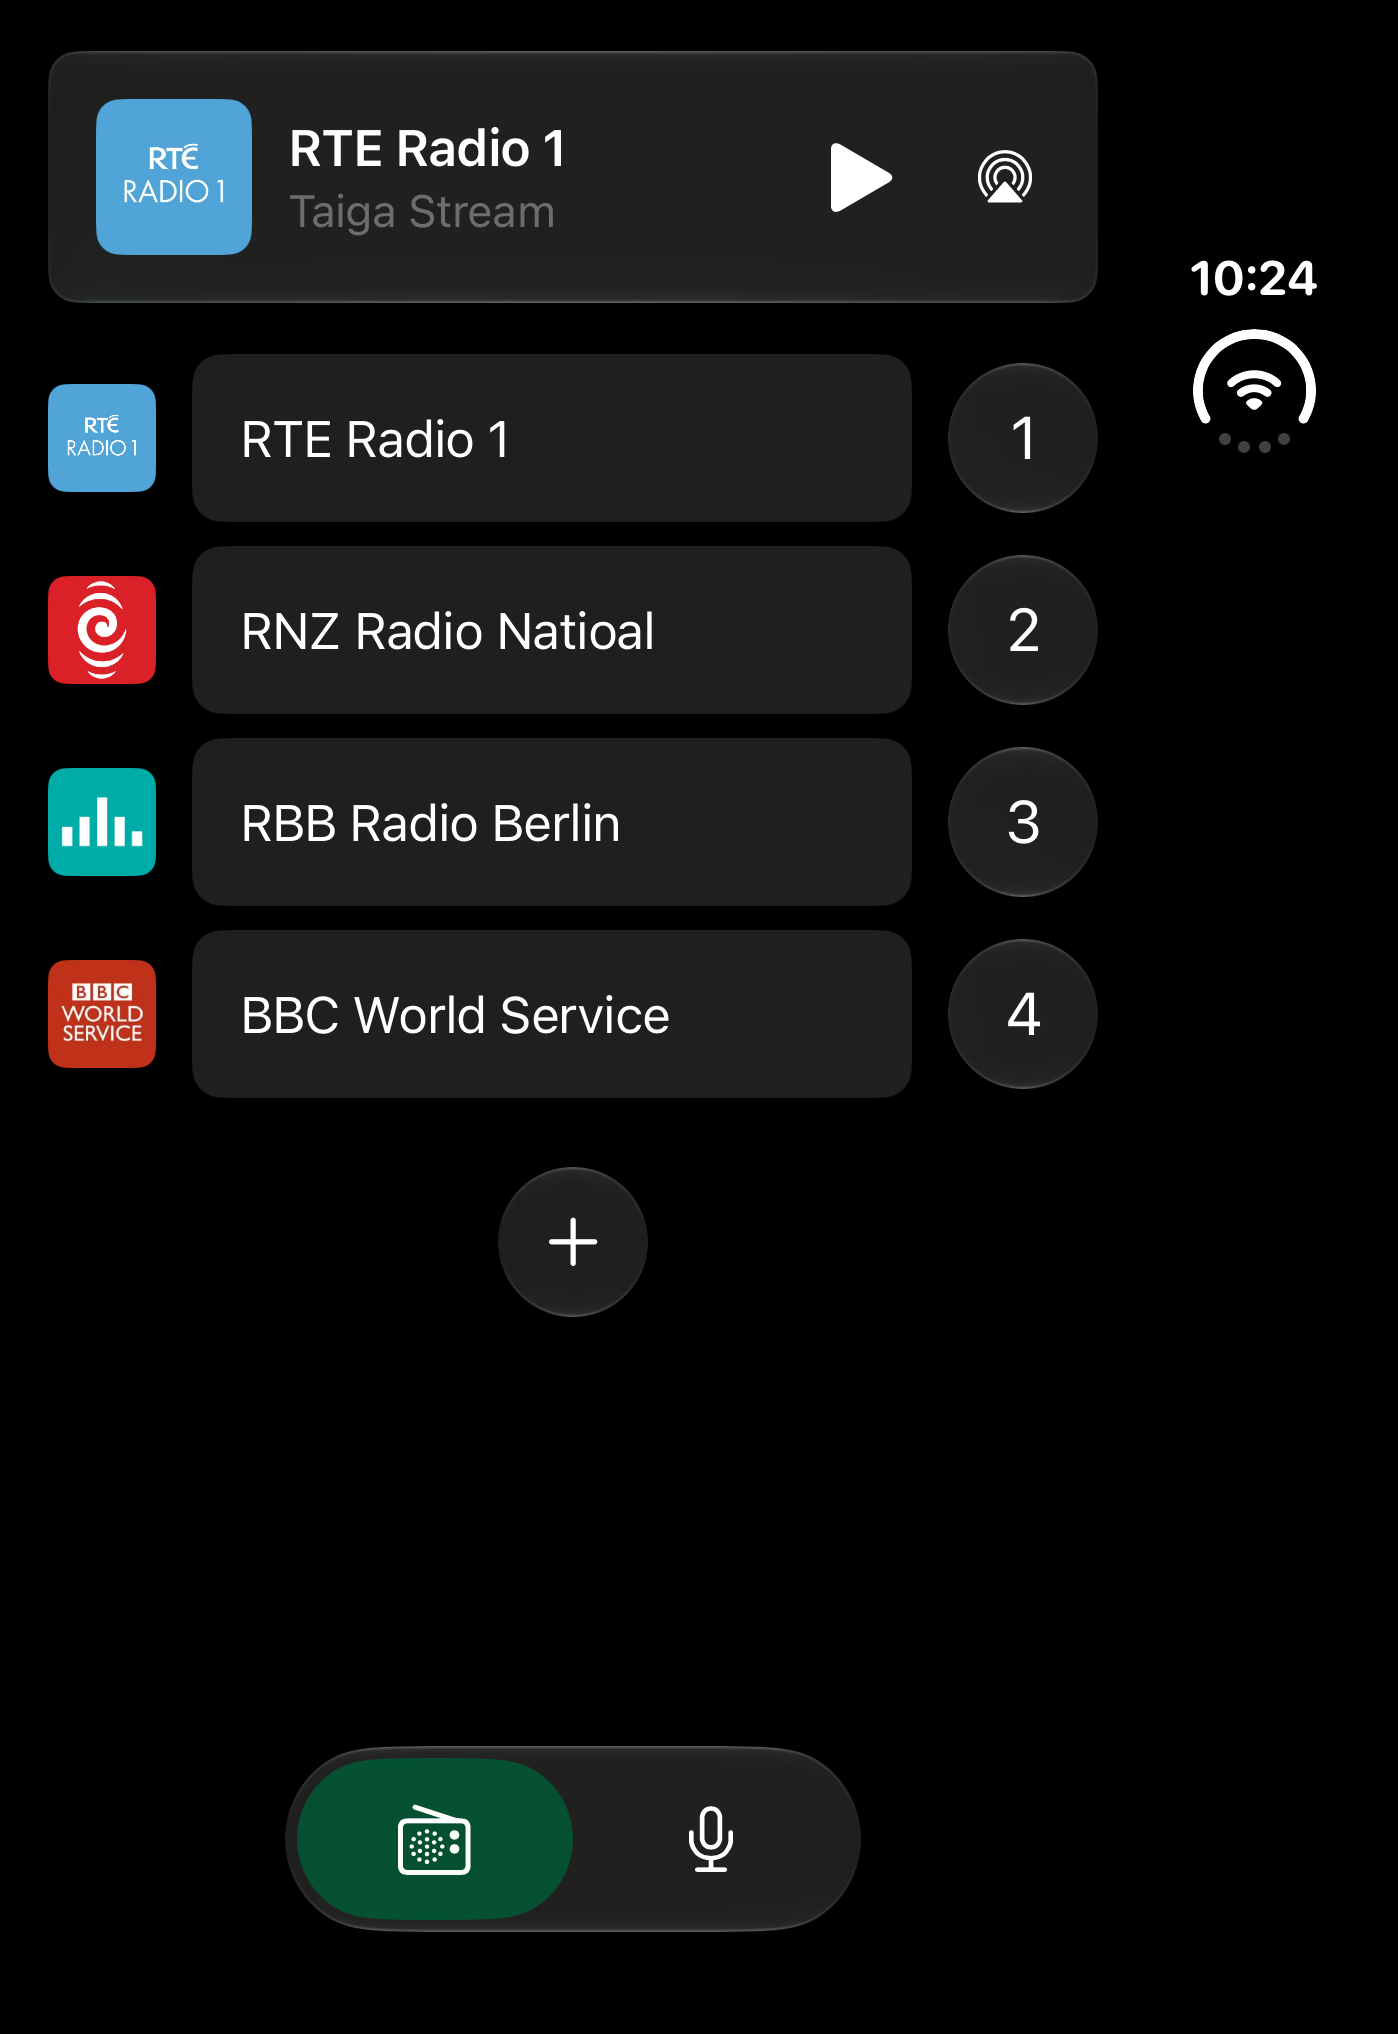 RTÉ
RADIO 1
RTE Radio 1
Taiga Stream
10:24
RTÉ
RADIO 1
RTE Radio 1
1
RNZ Radio Natioal
2
RBB Radio Berlin
3
BBC
WORLD
SERVICE
BBC World Service
4